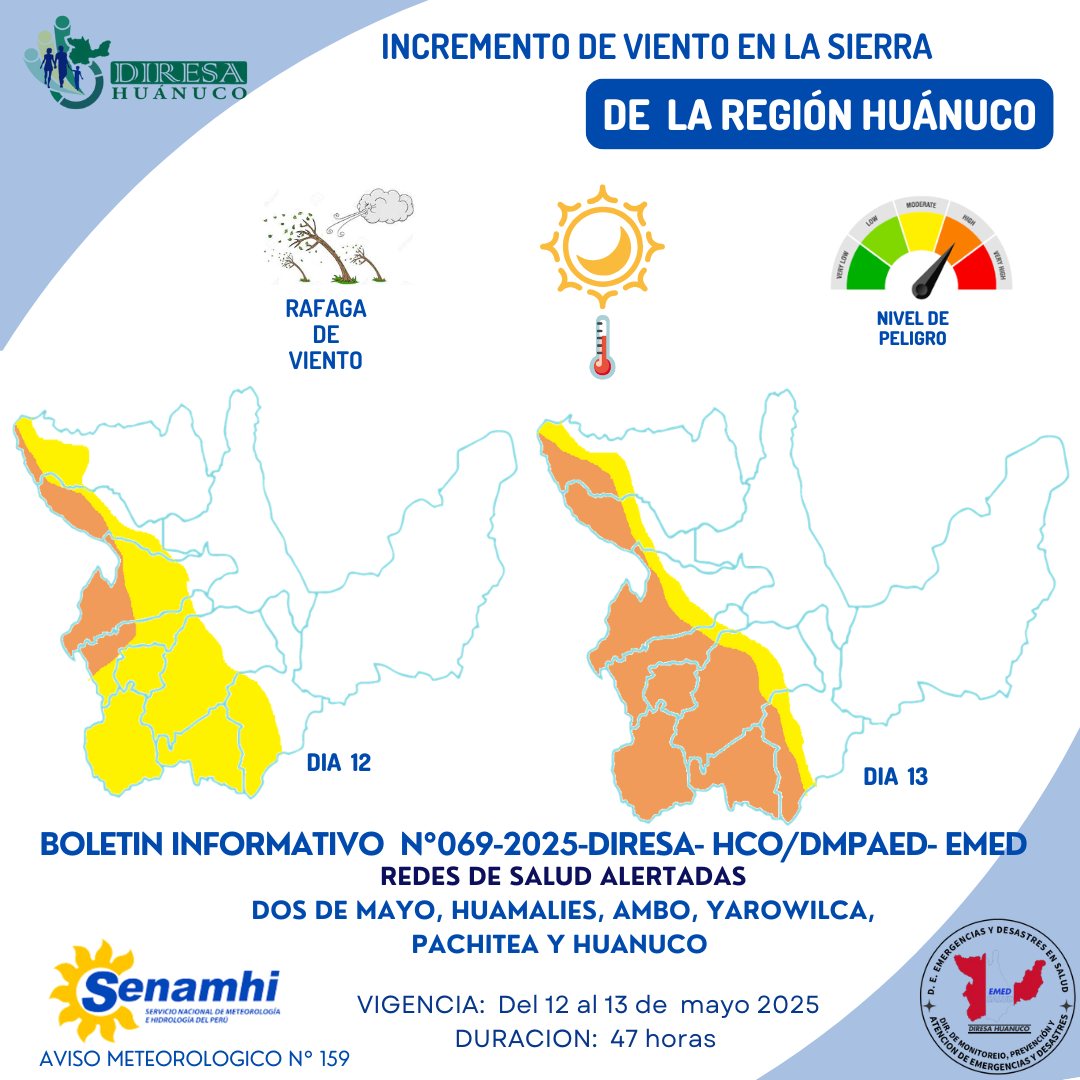 DIRESA
HUÁNUCO
INCREMENTO DE VIENTO EN LA SIERRA
DE LA REGIÓN HUÁNUCO
RAFAGA
DE
VIENTO
VERY LOW
LOW
MODERATE
HIGH
VERY HIGH
NIVEL DE
PELIGRO
DIA 12
DIA 13
BOLETIN INFORMATIVO N°069-2025-DIRESA- HCO/DMPAED- EMED
REDES DE SALUD ALERTADAS
DOS DE MAYO, HUAMALIES, AMBO, YAROWILCA,
PACHITEA Y HUANUCO
Senamhi
SERVICIO NACIONAL DE METEOROLOGÍA
E HIDROLOGÍA DEL PERÚ
AVISO METEOROLOGICO N° 159
VIGENCIA: Del 12 al 13 de mayo 2025
DURACION: 47 horas
D. E. EMERGENCIAS Y DESASTRES EN SALUD
EMED
DIRESA HUANUCO
DIR. DE MONITOREIO, PREVENCIÓN Y
ATENCION DE EMERGENCIAS Y DESASTRES